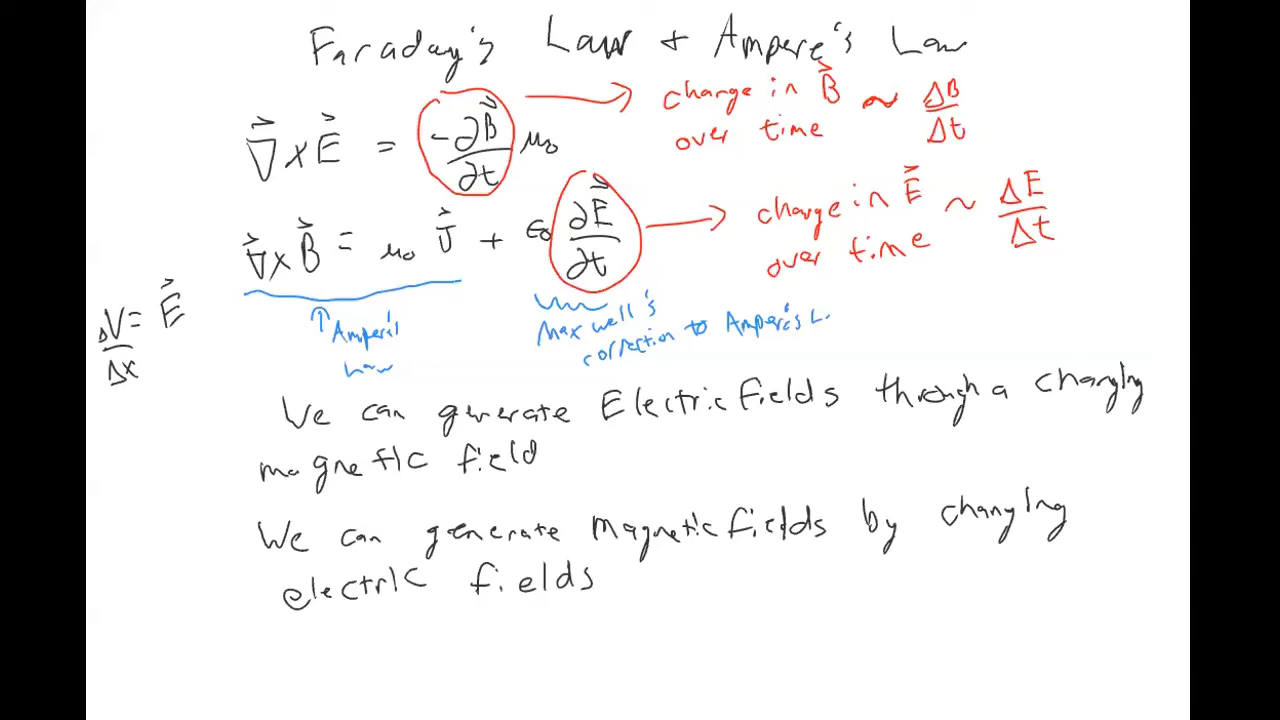 Faraday's Law + Ampere's Law
∇⃗ × E⃗ = -∂B⃗/∂t μ₀ → change in B⃗ over time ~ ΔB/Δt
∇⃗ × B⃗ = μ₀ J⃗ + ε₀ ∂E⃗/∂t → change in E⃗ over time ~ ΔE/Δt
ΔV/Δx = E⃗
↑ Ampere's Law
Maxwell's
correction to Ampere's L.
We can generate Electric Fields through a changing
magnetic field
We can generate Magnetic Fields by changing
electric fields